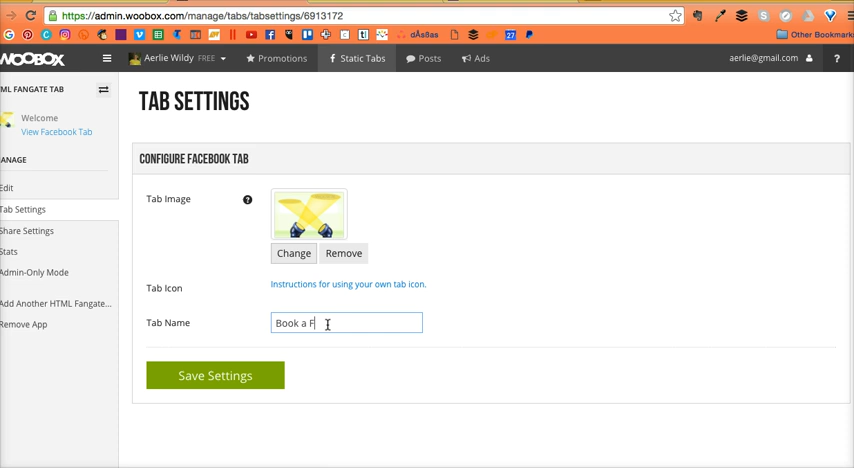 https://admin.woobox.com/manage/tabs/tabsettings/6913172
dÅs8as
27
Other Bookmark
WOOBOX
Aerlie Wildy FREE
Promotions
Static Tabs
Posts
Ads
aerlie@gmail.com
?
ML FANGATE TAB
Welcome
View Facebook Tab
ANAGE
Edit
Tab Settings
Share Settings
Stats
Admin-Only Mode
Add Another HTML Fangate...
Remove App
TAB SETTINGS
CONFIGURE FACEBOOK TAB
Tab Image
?
Change
Remove
Tab Icon
Instructions for using your own tab icon.
Tab Name
Book a F
Save Settings